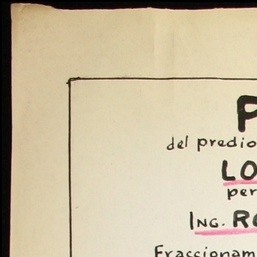 P
del predio
LO
per
ING. RO
Fraccionam